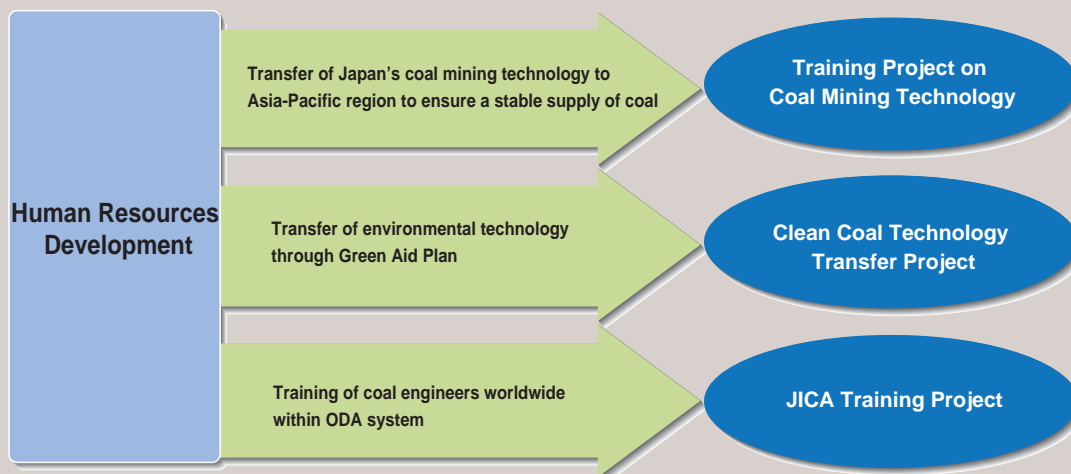 Human Resources
Development
Transfer of Japan's coal mining technology to
Asia-Pacific region to ensure a stable supply of coal
Training Project on
Coal Mining Technology
Transfer of environmental technology
through Green Aid Plan
Clean Coal Technology
Transfer Project
Training of coal engineers worldwide
within ODA system
JICA Training Project